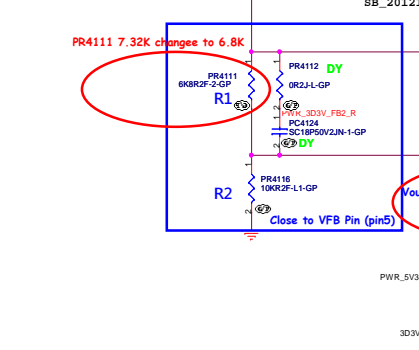 SB_2012
PR4111 7.32K changee to 6.8K
PR4111
6K8R2F-2-GP
R1
PR4112
0R2J-L-GP
DY
PWR_3D3V_FB2_R
PC4124
SC18P50V2JN-1-GP
DY
PR4116
10KR2F-L1-GP
R2
Close to VFB Pin (pin5)
Vou
PWR_5V3
3D3V